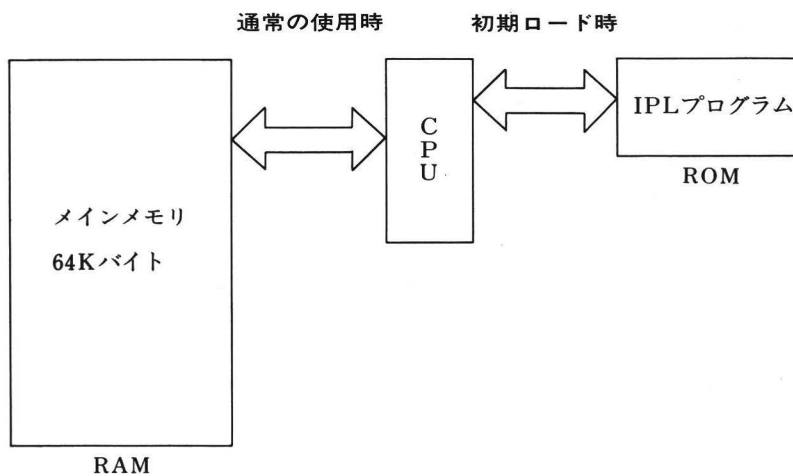 通常の使用時
初期ロード時
CPU
IPLプログラム
ROM
メインメモリ
64Kバイト
RAM